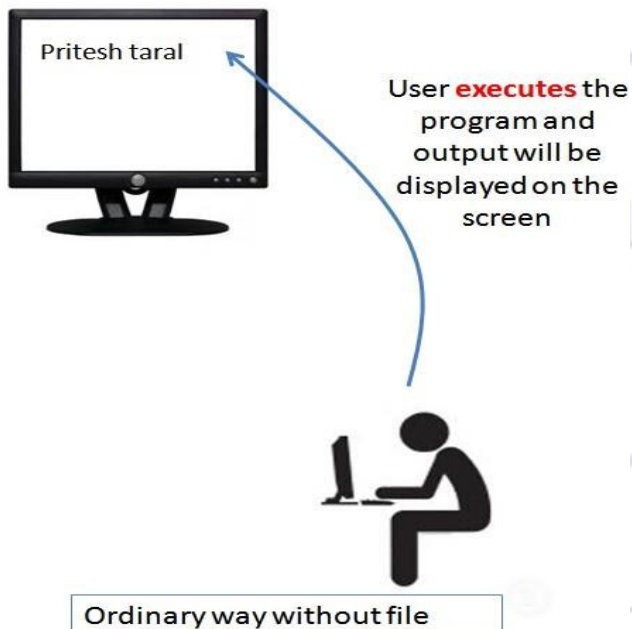 Pritesh taral
User executes the
program and
output will be
displayed on the
screen
Ordinary way without file